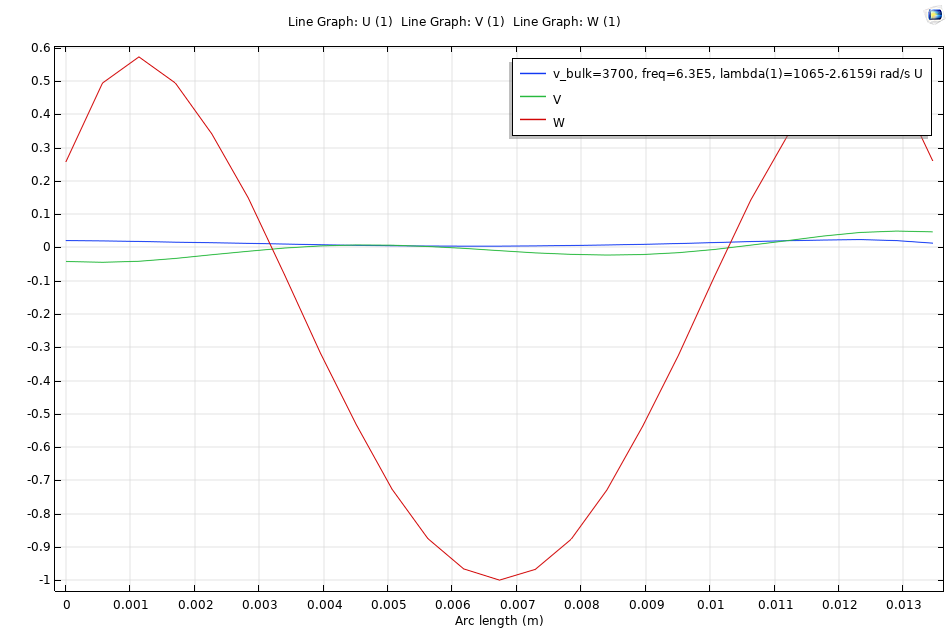 Line Graph: U (1)  Line Graph: V (1)  Line Graph: W (1)
v_bulk=3700, freq=6.3E5, lambda(1)=1065-2.6159i rad/s U
V
W
0.6
0.5
0.4
0.3
0.2
0.1
0
-0.1
-0.2
-0.3
-0.4
-0.5
-0.6
-0.7
-0.8
-0.9
-1
0 0.001 0.002 0.003 0.004 0.005 0.006 0.007 0.008 0.009 0.01 0.011 0.012 0.013
Arc length (m)